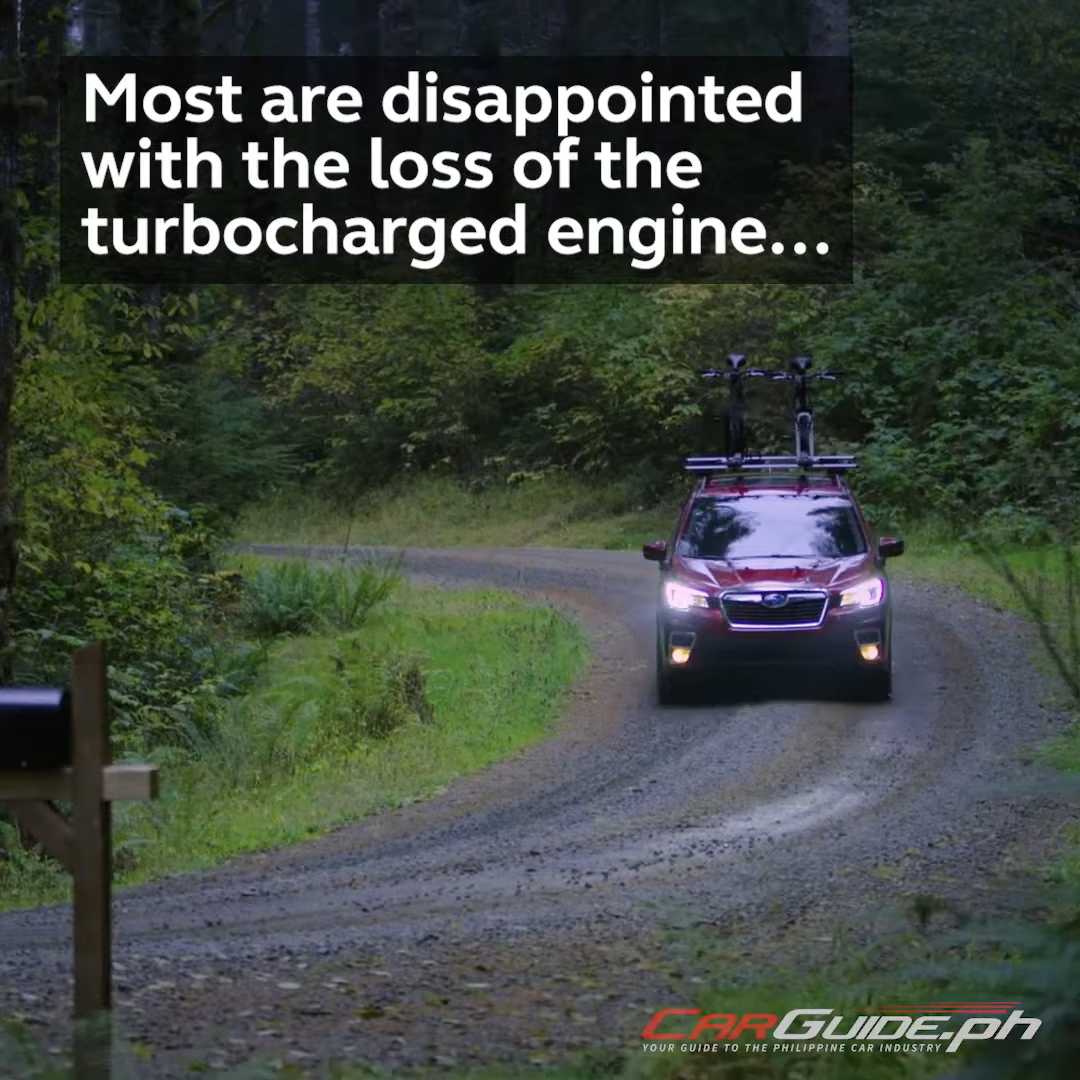 Most are disappointed
with the loss of the
turbocharged engine...
CARGUIDE.ph
YOUR GUIDE TO THE PHILIPPINE CAR INDUSTRY